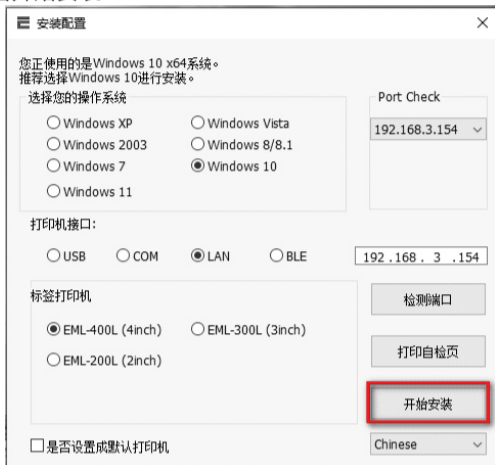 安装配置
您正使用的是Windows 10 x64系统。
推荐选择Windows 10进行安装。
选择您的操作系统
Port Check
Windows XP
Windows Vista
192.168.3.154
Windows 2003
Windows 8/8.1
Windows 7
Windows 10
Windows 11
打印机接口:
USB
COM
LAN
BLE
192.168. 3 .154
标签打印机
检测端口
EML-400L (4inch)
EML-300L (3inch)
打印自检页
EML-200L (2inch)
开始安装
是否设置成默认打印机
Chinese